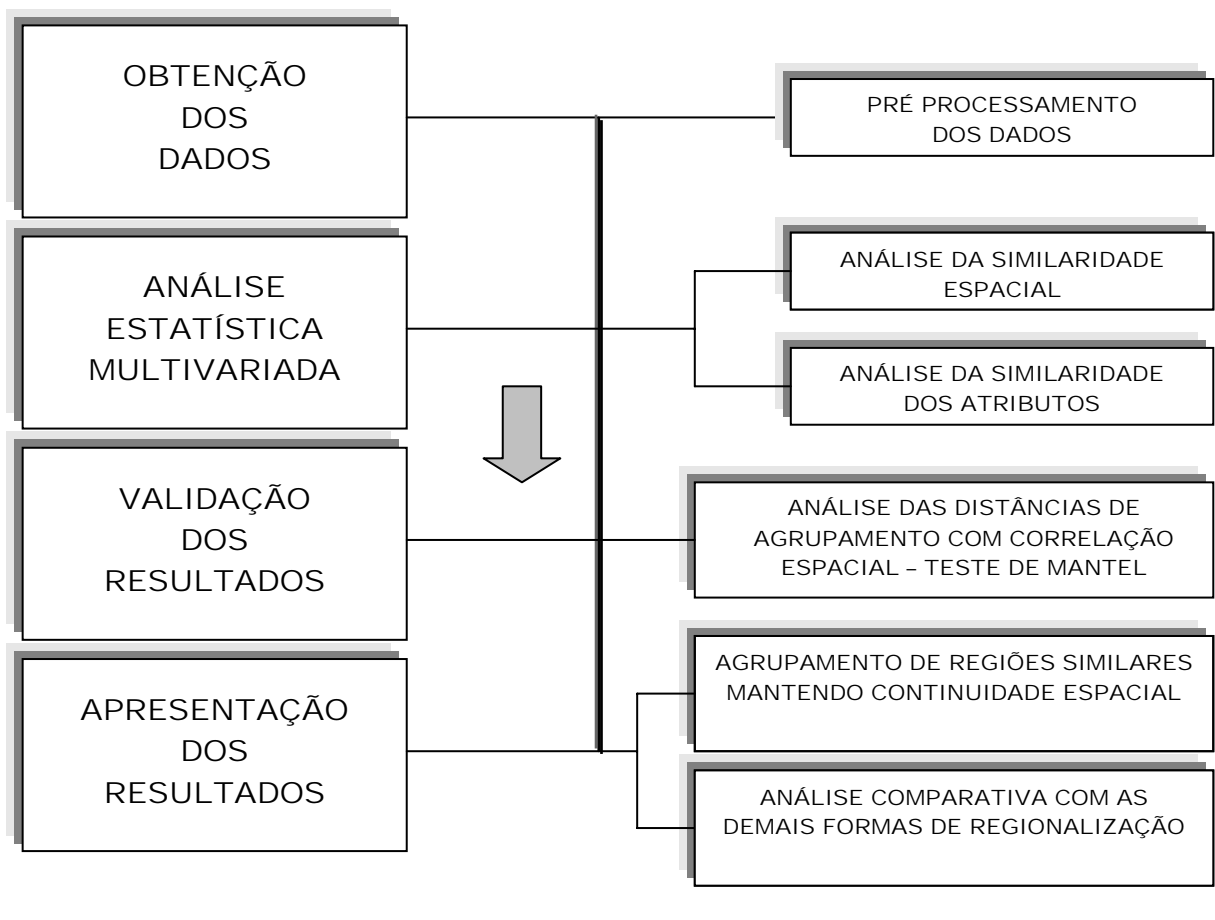 OBTENÇÃO
DOS
DADOS
PRÉ PROCESSAMENTO
DOS DADOS
ANÁLISE
ESTATÍSTICA
MULTIVARIADA
ANÁLISE DA SIMILARIDADE
ESPACIAL
ANÁLISE DA SIMILARIDADE
DOS ATRIBUTOS
VALIDAÇÃO
DOS
RESULTADOS
ANÁLISE DAS DISTÂNCIAS DE
AGRUPAMENTO COM CORRELAÇÃO
ESPACIAL – TESTE DE MANTEL
APRESENTAÇÃO
DOS
RESULTADOS
AGRUPAMENTO DE REGIÕES SIMILARES
MANTENDO CONTINUIDADE ESPACIAL
ANÁLISE COMPARATIVA COM AS
DEMAIS FORMAS DE REGIONALIZAÇÃO